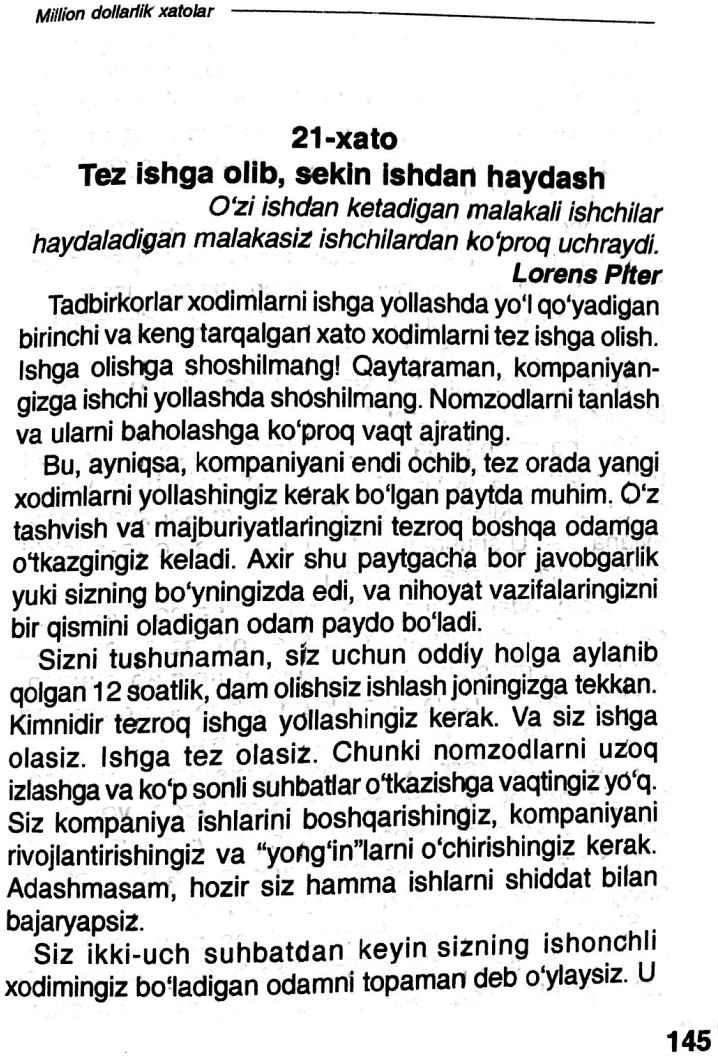 Million dollarlik xatolar
21-xato
Tez ishga olib, sekin ishdan haydash
O‘zi ishdan ketadigan malakali ishchilar
haydaladigan malakasiz ishchilardan ko‘proq uchraydi.
Lorens Piter
Tadbirkorlar xodimlarni ishga yollashda yo‘l qo‘yadigan
birinchi va keng tarqalgan xato xodimlarni tez ishga olish.
Ishga olishga shoshilmang! Qaytaraman, kompaniyan-
gizga ishchi yollashda shoshilmang. Nomzodlarni tanlash
va ularni baholashga ko‘proq vaqt ajrating.
Bu, ayniqsa, kompaniyani endi ochib, tez orada yangi
xodimlarni yollashingiz kerak bo‘lgan paytda muhim. O‘z
tashvish va majburiyatlaringizni tezroq boshqa odamga
o‘tkazgingiz keladi. Axir shu paytgacha bor javobgarlik
yuki sizning bo‘yningizda edi, va nihoyat vazifalaringizni
bir qismini oladigan odam paydo bo‘ladi.
Sizni tushunaman, siz uchun oddiy holga aylanib
qolgan 12 soatlik, dam olishsiz ishlash joningizga tekkan.
Kimnidir tezroq ishga yollashingiz kerak. Va siz ishga
olasiz. Ishga tez olasiz. Chunki nomzodlarni uzoq
izlashga va ko‘p sonli suhbatlar o‘tkazishga vaqtingiz yo‘q.
Siz kompaniya ishlarini boshqarishingiz, kompaniyani
rivojlantirishingiz va “yong‘in”larni o‘chirishingiz kerak.
Adashmasam, hozir siz hamma ishlarni shiddat bilan
bajaryapsiz.
Siz ikki-uch suhbatdan keyin sizning ishonchli
xodimingiz bo‘ladigan odamni topaman deb o‘ylaysiz. U
145